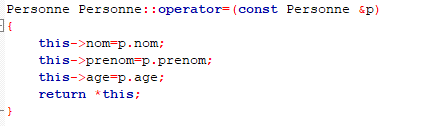 Personne Personne::operator=(const Personne &p)
{
this->nom=p.nom;
this->prenom=p.prenom;
this->age=p.age;
return *this;
}